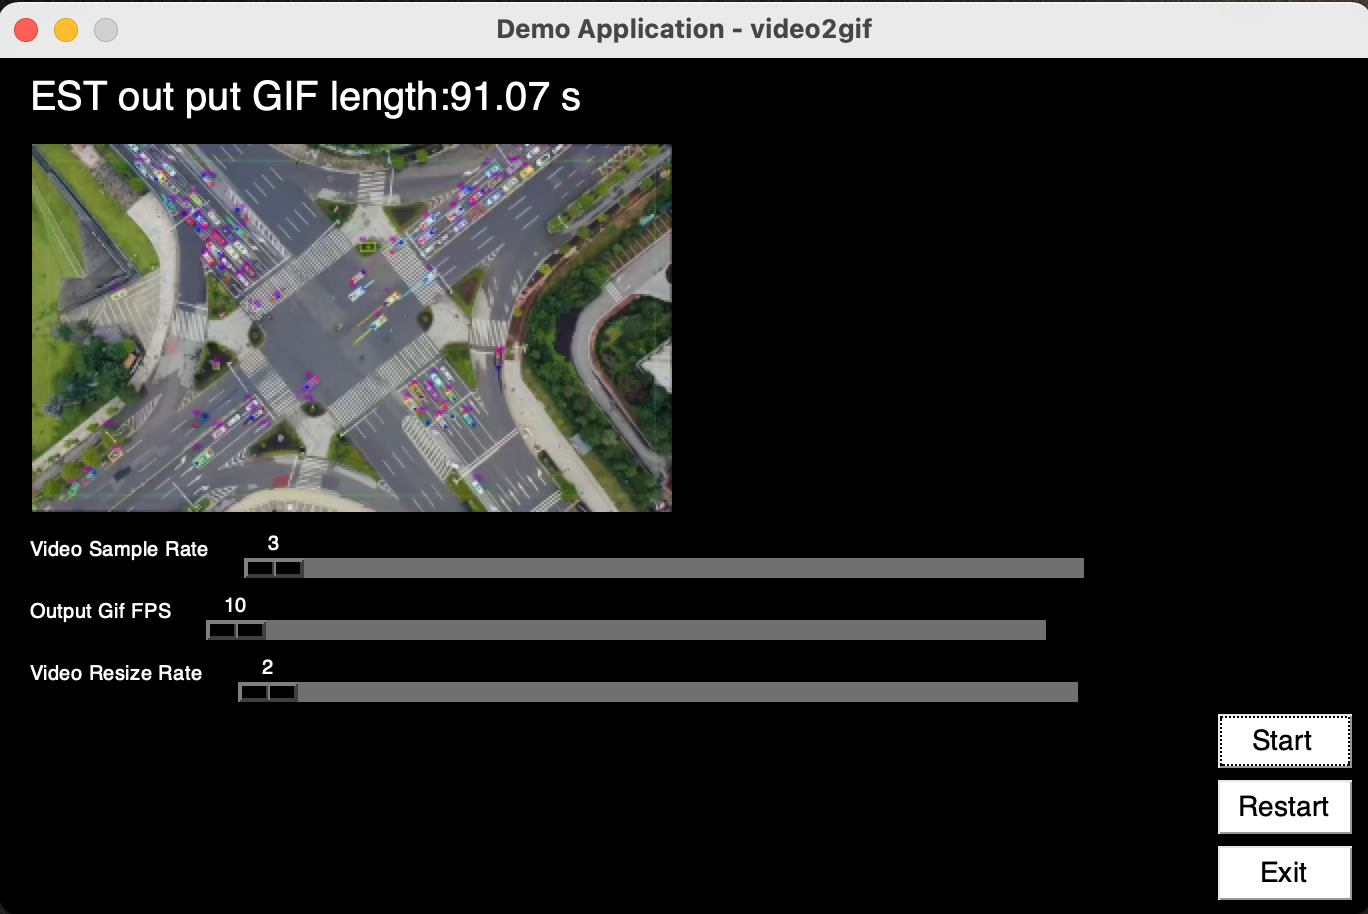 Demo Application - video2gif
EST out put GIF length:91.07 s
Video Sample Rate
3
Output Gif FPS
10
Video Resize Rate
2
Start
Restart
Exit